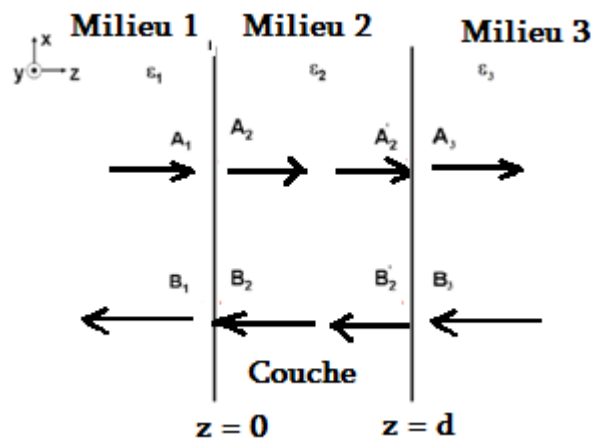 Milieu 1 Milieu 2 Milieu 3
x
y z
ε₁ ε₂ ε₃
A₁ A₂ A'₂ A₃
B₁ B₂ B'₂ B₃
Couche
z = 0 z = d